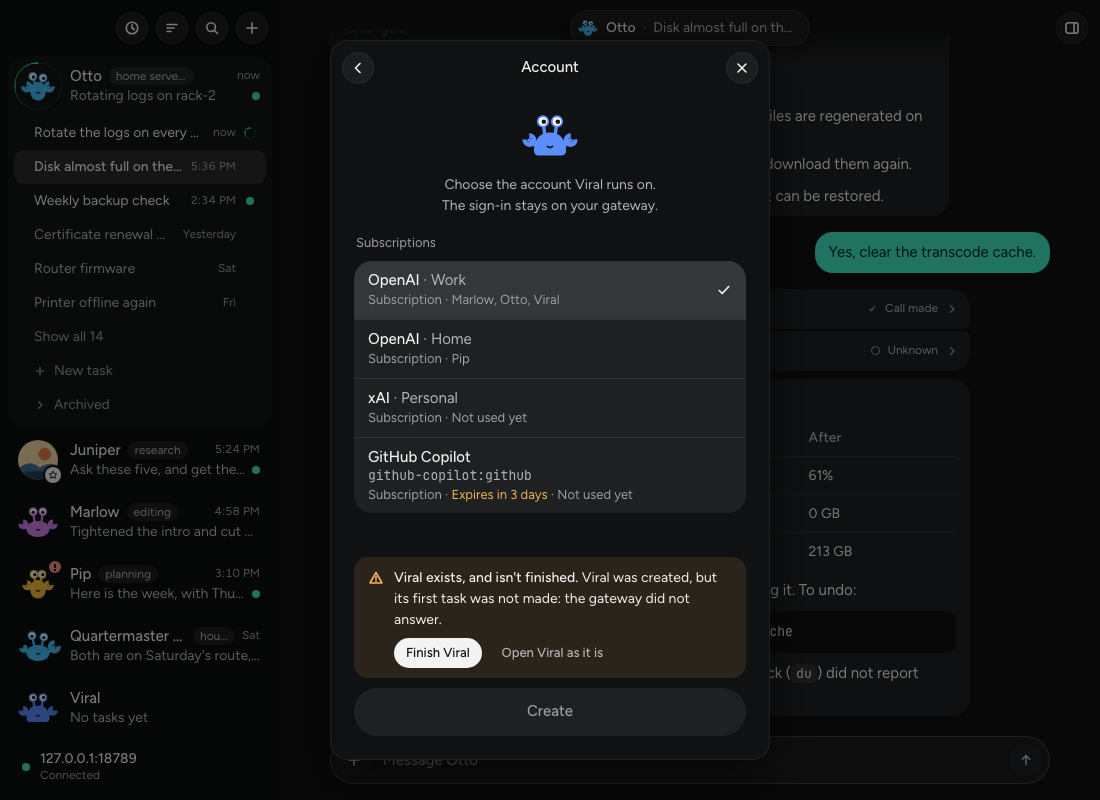 Otto · Disk almost full on th...
Otto home serve... now
Rotating logs on rack-2
Rotate the logs on every ... now
Disk almost full on the... 5:36 PM
Weekly backup check 2:34 PM
Certificate renewal ... Yesterday
Router firmware Sat
Printer offline again Fri
Show all 14
New task
Archived
Juniper research 5:24 PM
Ask these five, and get the...
Marlow editing 4:58 PM
Tightened the intro and cut ...
Pip planning 3:10 PM
Here is the week, with Thu...
Quartermaster ... hou... Sat
Both are on Saturday's route,...
Viral
No tasks yet
127.0.0.1:18789
Connected
Account
Choose the account Viral runs on.
The sign-in stays on your gateway.
Subscriptions
OpenAI · Work
Subscription · Marlow, Otto, Viral
OpenAI · Home
Subscription · Pip
xAI · Personal
Subscription · Not used yet
GitHub Copilot
github-copilot:github
Subscription · Expires in 3 days · Not used yet
Viral exists, and isn't finished. Viral was created, but
its first task was not made: the gateway did not
answer.
Finish Viral Open Viral as it is
Create
iles are regenerated on
download them again.
can be restored.
Yes, clear the transcode cache.
Call made
Unknown
After
61%
0 GB
213 GB
g it. To undo:
che
ck (du) did not report
Message Otto